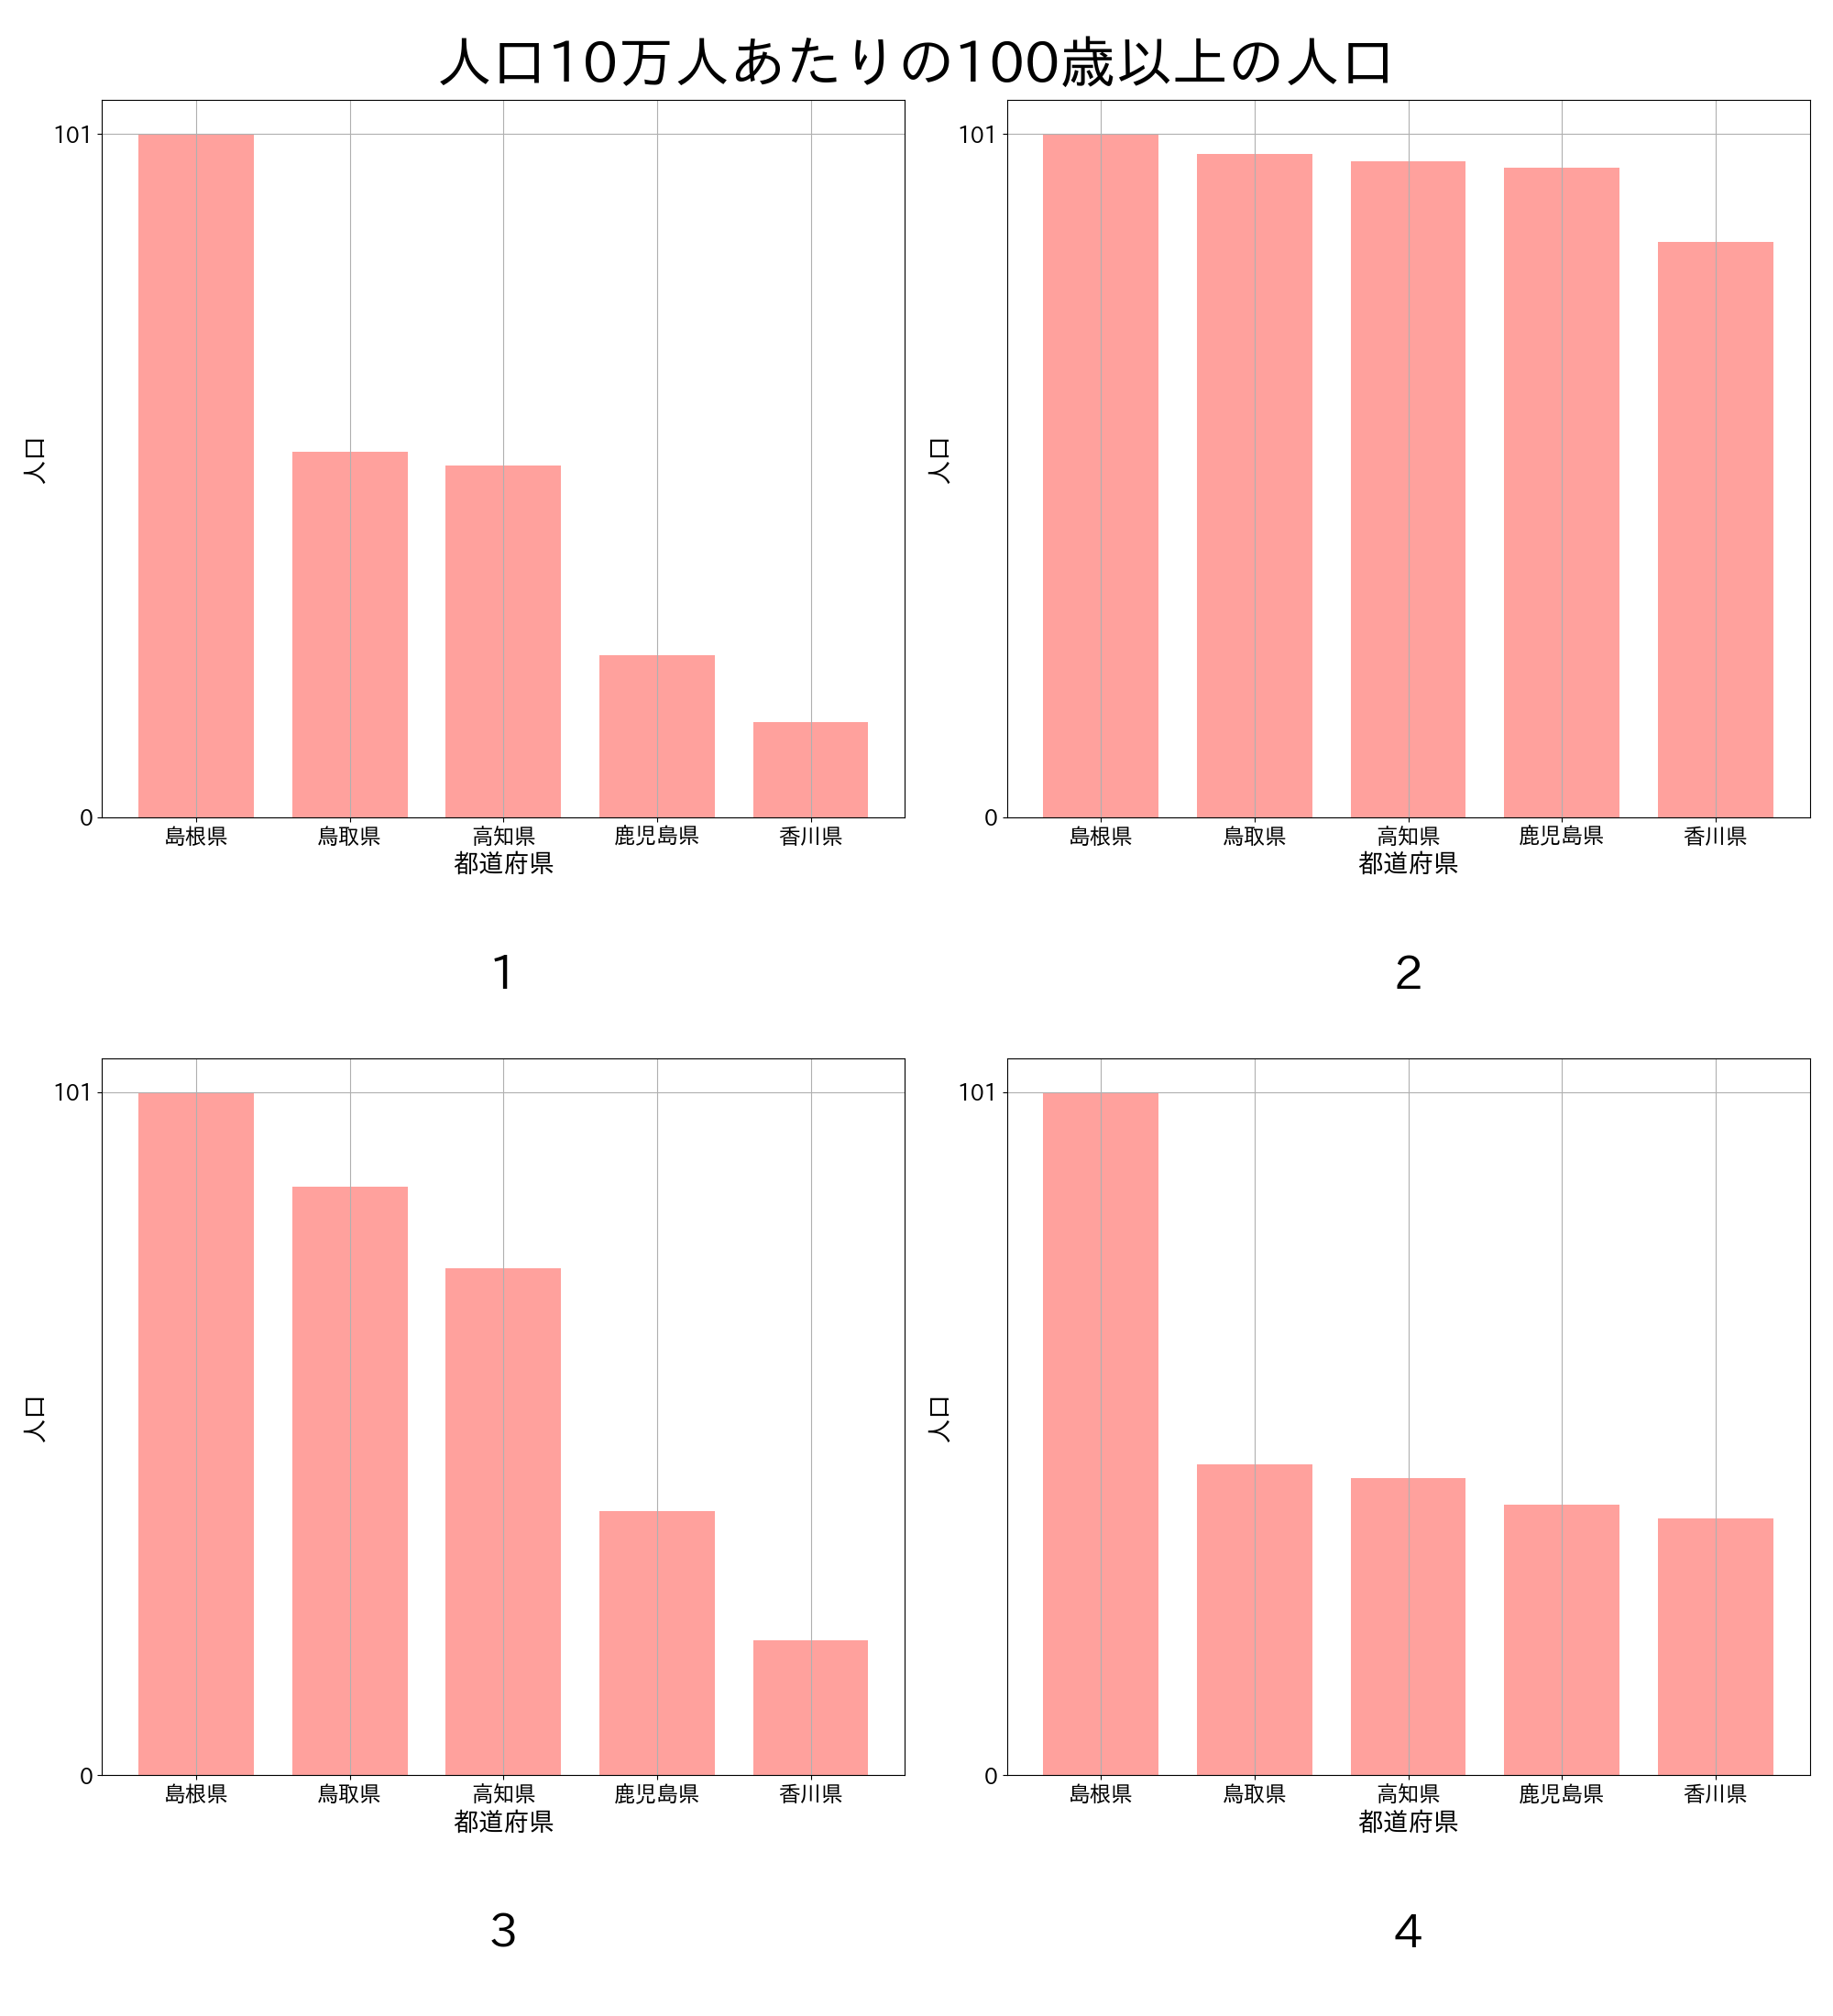 人口10万人あたりの100歳以上の人口
101
0
人口
島根県 鳥取県 高知県 鹿児島県 香川県
都道府県
1
101
0
人口
島根県 鳥取県 高知県 鹿児島県 香川県
都道府県
2
101
0
人口
島根県 鳥取県 高知県 鹿児島県 香川県
都道府県
3
101
0
人口
島根県 鳥取県 高知県 鹿児島県 香川県
都道府県
4